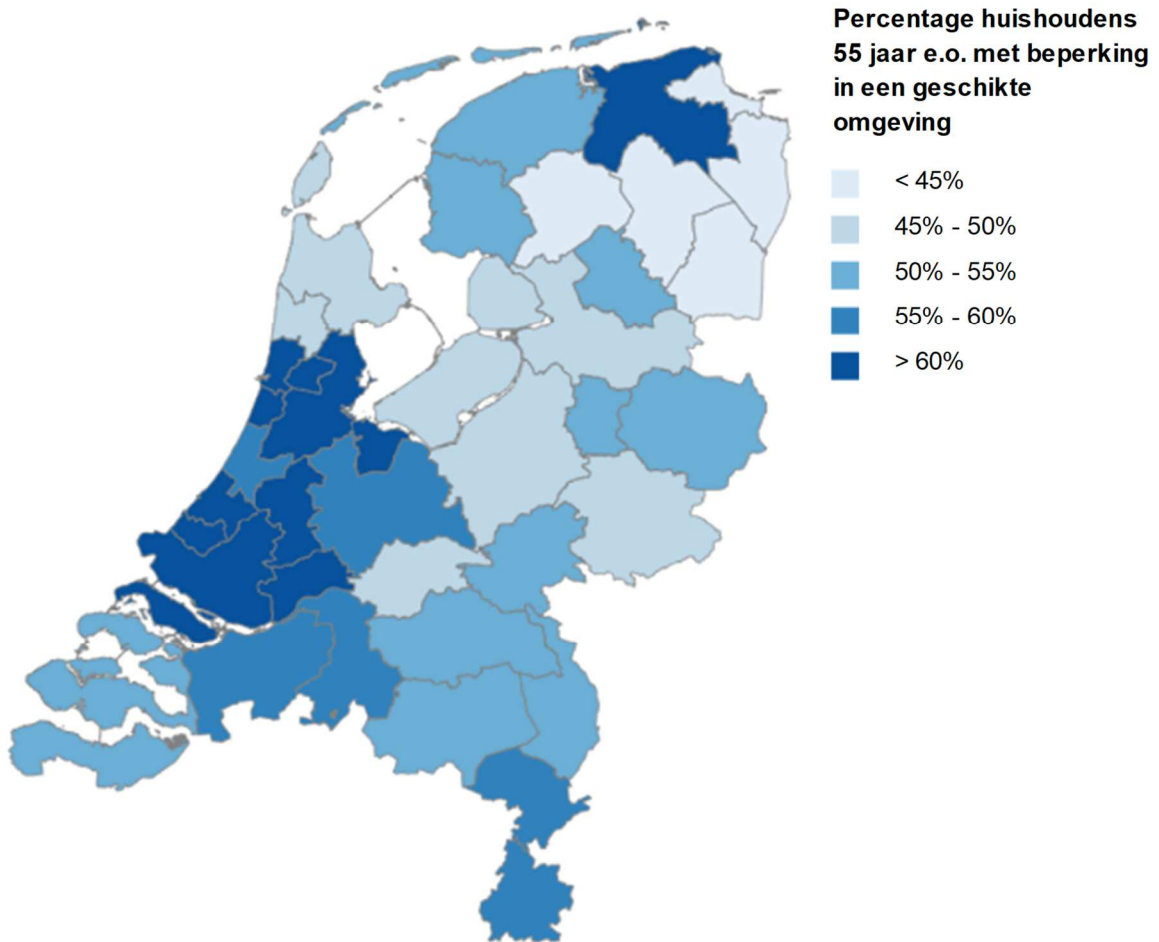 Percentage huishoudens
55 jaar e.o. met beperking
in een geschikte
omgeving
< 45%
45% - 50%
50% - 55%
55% - 60%
> 60%